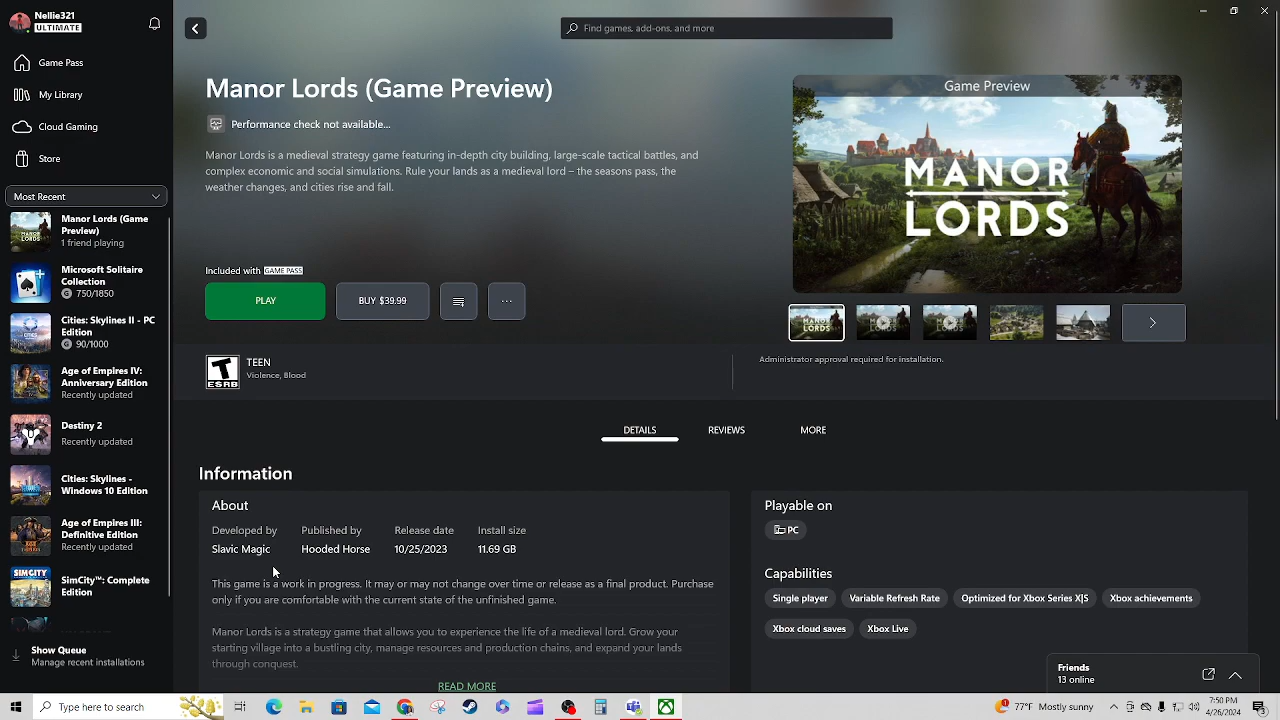 Nellie321
ULTIMATE
Find games, add-ons, and more
Game Pass
My Library
Cloud Gaming
Store
Most Recent
Manor Lords (Game
Preview)
1 friend playing
Microsoft Solitaire
Collection
G 750/1850
Cities: Skylines II - PC
Edition
G 90/1000
Age of Empires IV:
Anniversary Edition
Recently updated
Destiny 2
Recently updated
Cities: Skylines -
Windows 10 Edition
Age of Empires III:
Definitive Edition
Recently updated
SimCity™: Complete
Edition
Show Queue
Manage recent installations
Manor Lords (Game Preview)
Performance check not available...
Manor Lords is a medieval strategy game featuring in-depth city building, large-scale tactical battles, and
complex economic and social simulations. Rule your lands as a medieval lord – the seasons pass, the
weather changes, and cities rise and fall.
Included with GAME PASS
PLAY
BUY $39.99
...
Game Preview
MANOR
LORDS
T
ESRB
TEEN
Violence, Blood
Administrator approval required for installation.
DETAILS
REVIEWS
MORE
Information
About
Developed by
Published by
Release date
Install size
Slavic Magic
Hooded Horse
10/25/2023
11.69 GB
This game is a work in progress. It may or may not change over time or release as a final product. Purchase
only if you are comfortable with the current state of the unfinished game.
Manor Lords is a strategy game that allows you to experience the life of a medieval lord. Grow your
starting village into a bustling city, manage resources and production chains, and expand your lands
through conquest.
READ MORE
Playable on
PC
Capabilities
Single player
Variable Refresh Rate
Optimized for Xbox Series X|S
Xbox achievements
Xbox cloud saves
Xbox Live
Friends
13 online
Type here to search
77°F Mostly sunny
7:50 PM
4/26/2024